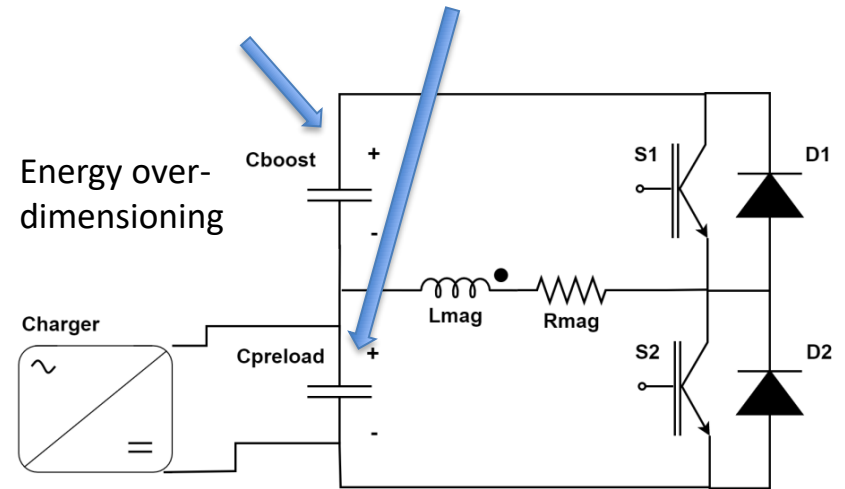 Energy over-
dimensioning
Cboost
+
-
S1
D1
Lmag
Rmag
Charger
Cpreload
+
-
S2
D2